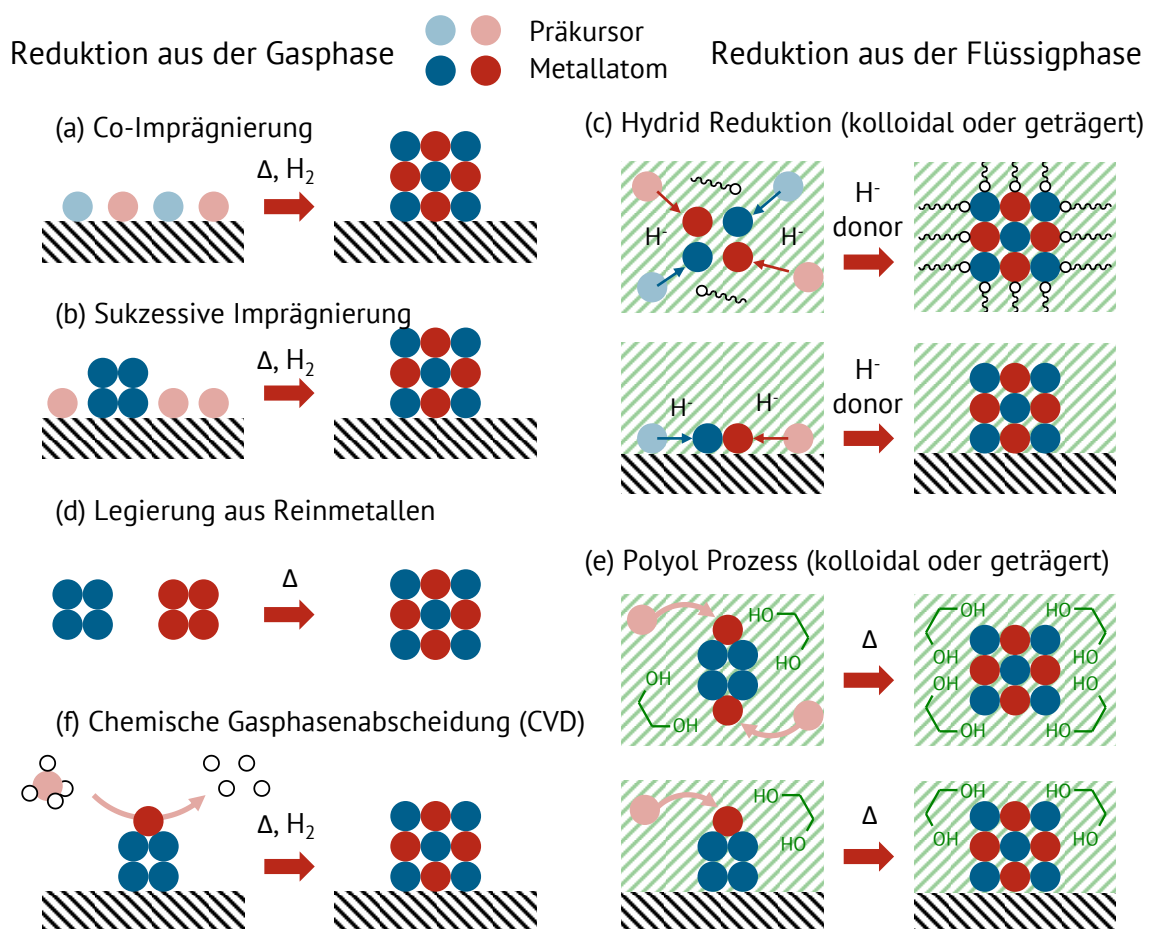 Reduktion aus der Gasphase
Präkursor
Metallatom
Reduktion aus der Flüssigphase
(a) Co-Imprägnierung
Δ, H2
(b) Sukzessive Imprägnierung
Δ, H2
(c) Hydrid Reduktion (kolloidal oder geträgert)
H-
H-
H-
donor
H-
H-
H-
donor
(d) Legierung aus Reinmetallen
Δ
(e) Polyol Prozess (kolloidal oder geträgert)
HO
HO
OH
OH
Δ
OH
HO
OH
HO
OH
HO
OH
HO
HO
HO
Δ
OH
HO
OH
HO
(f) Chemische Gasphasenabscheidung (CVD)
Δ, H2